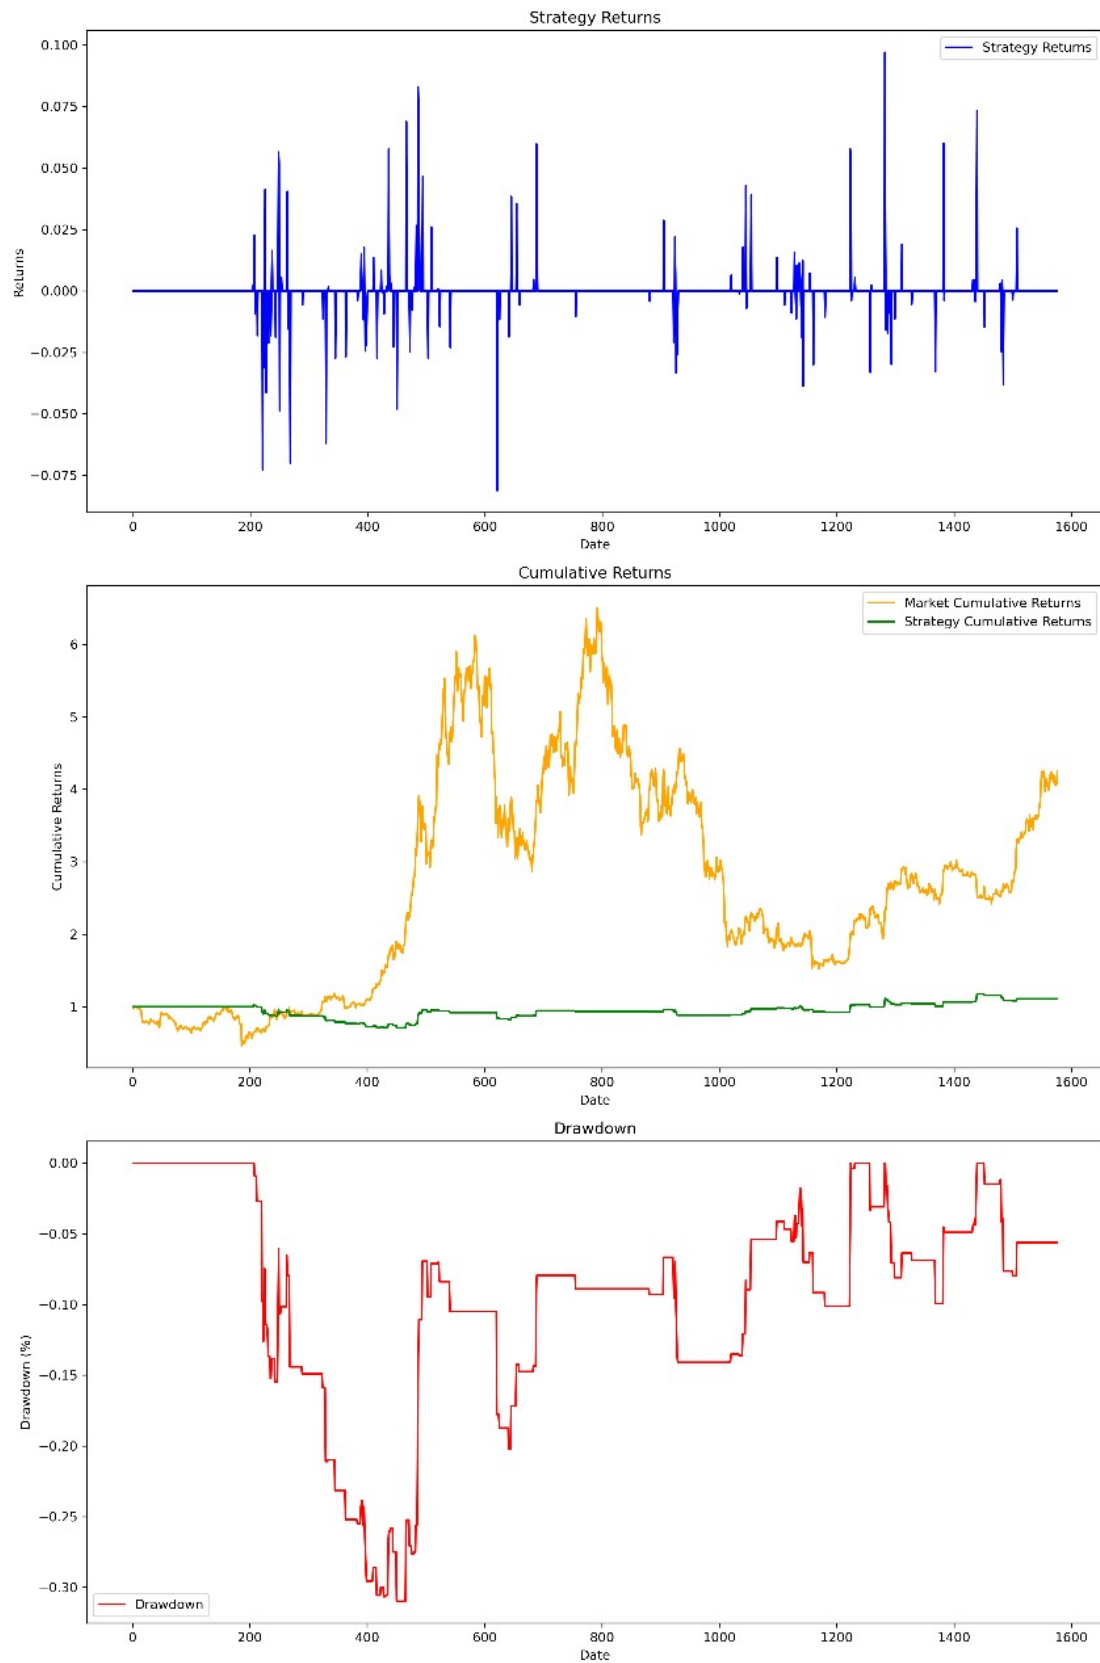 Strategy Returns
0.100
Strategy Returns
0.075
0.050
0.025
0.000
−0.025
−0.050
−0.075
Returns
0 200 400 600 800 1000 1200 1400 1600
Date
Cumulative Returns
Market Cumulative Returns
Strategy Cumulative Returns
6
5
4
3
2
1
Cumulative Returns
0 200 400 600 800 1000 1200 1400 1600
Date
Drawdown
0.00
−0.05
−0.10
−0.15
−0.20
−0.25
−0.30
Drawdown (%)
Drawdown
0 200 400 600 800 1000 1200 1400 1600
Date